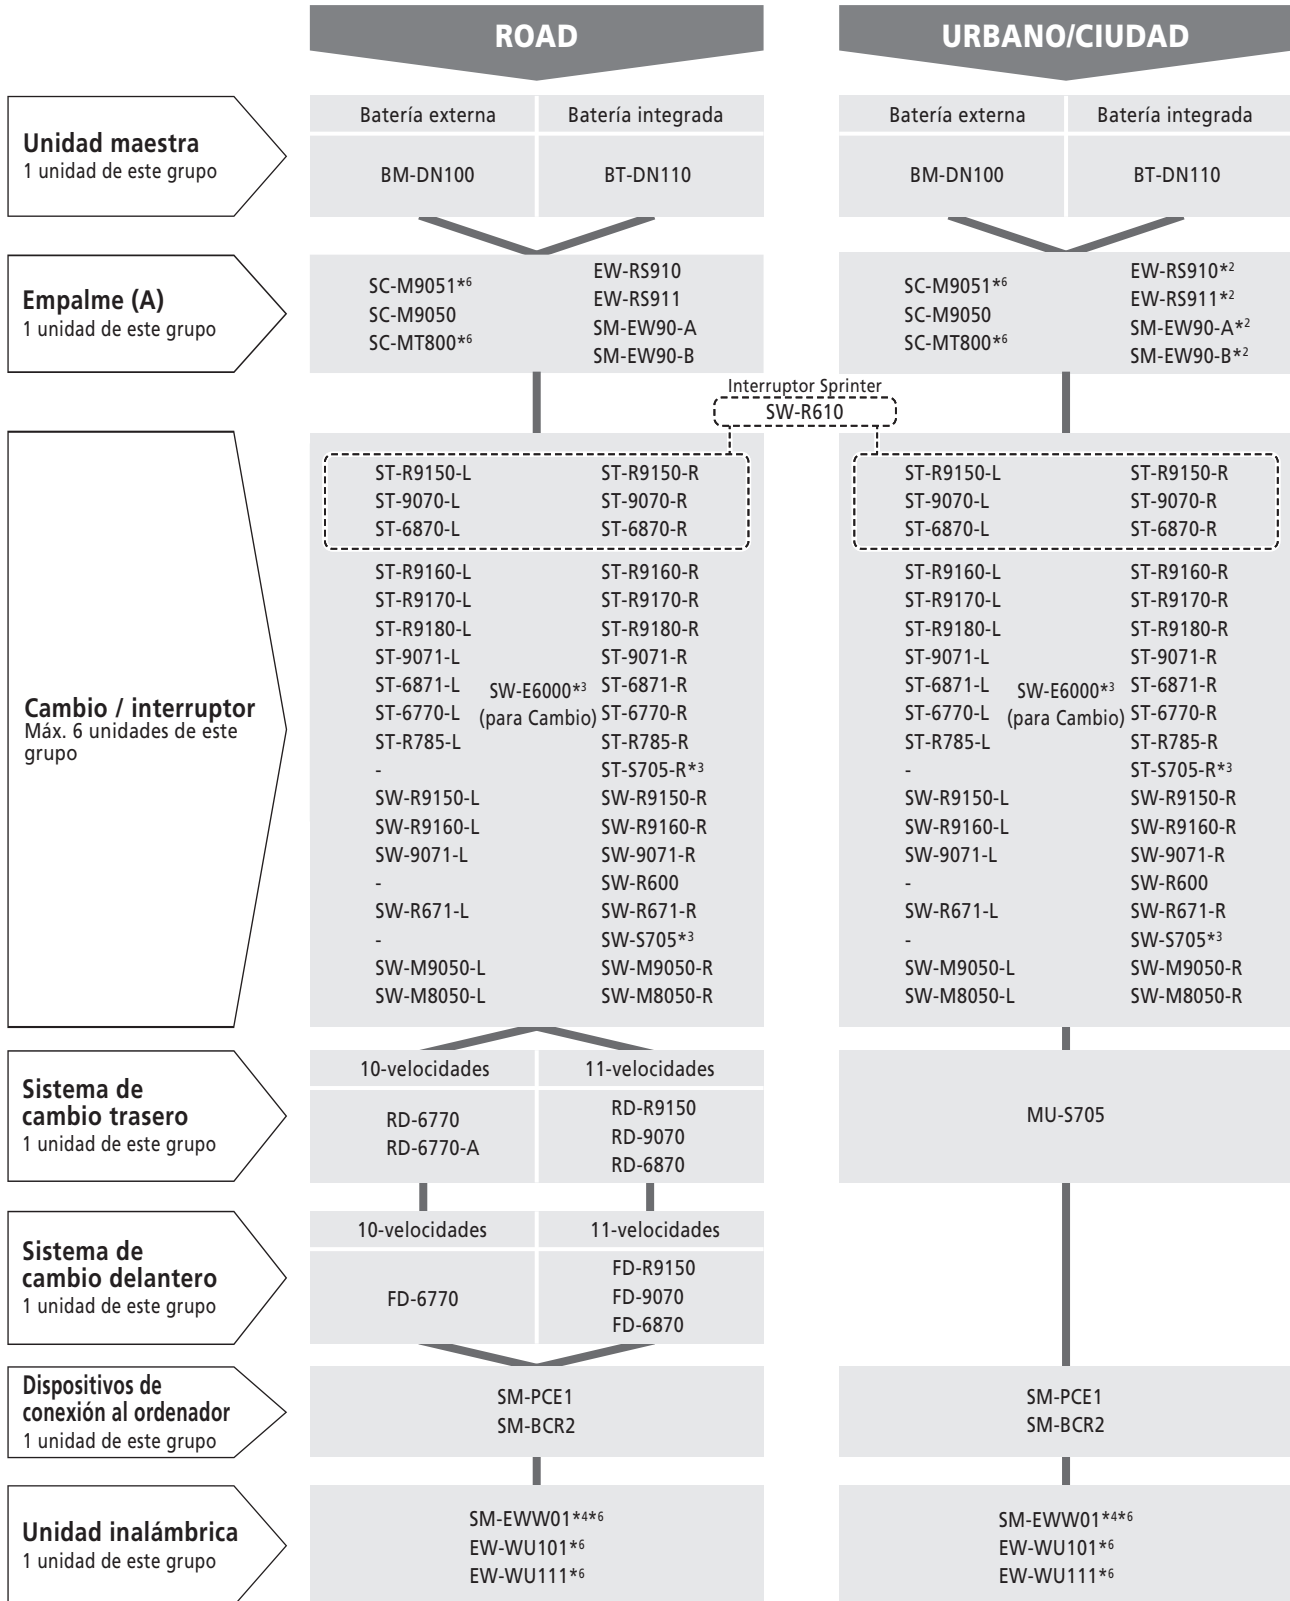 ROAD
URBANO/CIUDAD
Unidad maestra
1 unidad de este grupo
Batería externa
Batería integrada
BM-DN100
BT-DN110
Batería externa
Batería integrada
BM-DN100
BT-DN110
Empalme (A)
1 unidad de este grupo
SC-M9051*6
SC-M9050
SC-MT800*6
EW-RS910
EW-RS911
SM-EW90-A
SM-EW90-B
SC-M9051*6
SC-M9050
SC-MT800*6
EW-RS910*2
EW-RS911*2
SM-EW90-A*2
SM-EW90-B*2
Interruptor Sprinter
SW-R610
Cambio / interruptor
Máx. 6 unidades de este
grupo
ST-R9150-L
ST-9070-L
ST-6870-L
ST-R9160-L
ST-R9170-L
ST-R9180-L
ST-9071-L
ST-6871-L
ST-6770-L
ST-R785-L
-
SW-R9150-L
SW-R9160-L
SW-9071-L
-
SW-R671-L
-
SW-M9050-L
SW-M8050-L
SW-E6000*3
(para Cambio)
ST-R9150-R
ST-9070-R
ST-6870-R
ST-R9160-R
ST-R9170-R
ST-R9180-R
ST-9071-R
ST-6871-R
ST-6770-R
ST-R785-R
ST-S705-R*3
SW-R9150-R
SW-R9160-R
SW-9071-R
SW-R600
SW-R671-R
SW-S705*3
SW-M9050-R
SW-M8050-R
ST-R9150-L
ST-9070-L
ST-6870-L
ST-R9160-L
ST-R9170-L
ST-R9180-L
ST-9071-L
ST-6871-L
ST-6770-L
ST-R785-L
-
SW-R9150-L
SW-R9160-L
SW-9071-L
-
SW-R671-L
-
SW-M9050-L
SW-M8050-L
SW-E6000*3
(para Cambio)
ST-R9150-R
ST-9070-R
ST-6870-R
ST-R9160-R
ST-R9170-R
ST-R9180-R
ST-9071-R
ST-6871-R
ST-6770-R
ST-R785-R
ST-S705-R*3
SW-R9150-R
SW-R9160-R
SW-9071-R
SW-R600
SW-R671-R
SW-S705*3
SW-M9050-R
SW-M8050-R
Sistema de
cambio trasero
1 unidad de este grupo
10-velocidades
11-velocidades
RD-6770
RD-6770-A
RD-R9150
RD-9070
RD-6870
MU-S705
Sistema de
cambio delantero
1 unidad de este grupo
10-velocidades
11-velocidades
FD-6770
FD-R9150
FD-9070
FD-6870
Dispositivos de
conexión al ordenador
1 unidad de este grupo
SM-PCE1
SM-BCR2
SM-PCE1
SM-BCR2
Unidad inalámbrica
1 unidad de este grupo
SM-EWW01*4*6
EW-WU101*6
EW-WU111*6
SM-EWW01*4*6
EW-WU101*6
EW-WU111*6